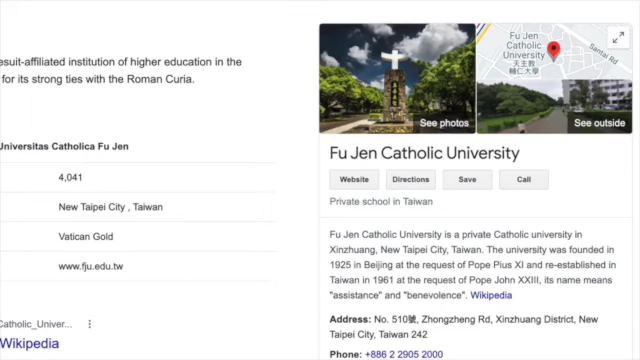 esuit-affiliated institution of higher education in the
for its strong ties with the Roman Curia.
Universitas Catholica Fu Jen
4,041
New Taipei City , Taiwan
Vatican Gold
www.fju.edu.tw
Catholic_Univer...
Wikipedia
Fu Jen
Catholic
University
天主教
輔仁大學
Santai Rd
See photos
See outside
Fu Jen Catholic University
Website
Directions
Save
Call
Private school in Taiwan
Fu Jen Catholic University is a private Catholic university in
Xinzhuang, New Taipei City, Taiwan. The university was founded in
1925 in Beijing at the request of Pope Pius XI and re-established in
Taiwan in 1961 at the request of Pope John XXIII, its name means
"assistance" and "benevolence". Wikipedia
Address: No. 510號, Zhongzheng Rd, Xinzhuang District, New
Taipei City, Taiwan 242
Phone: +886 2 2905 2000